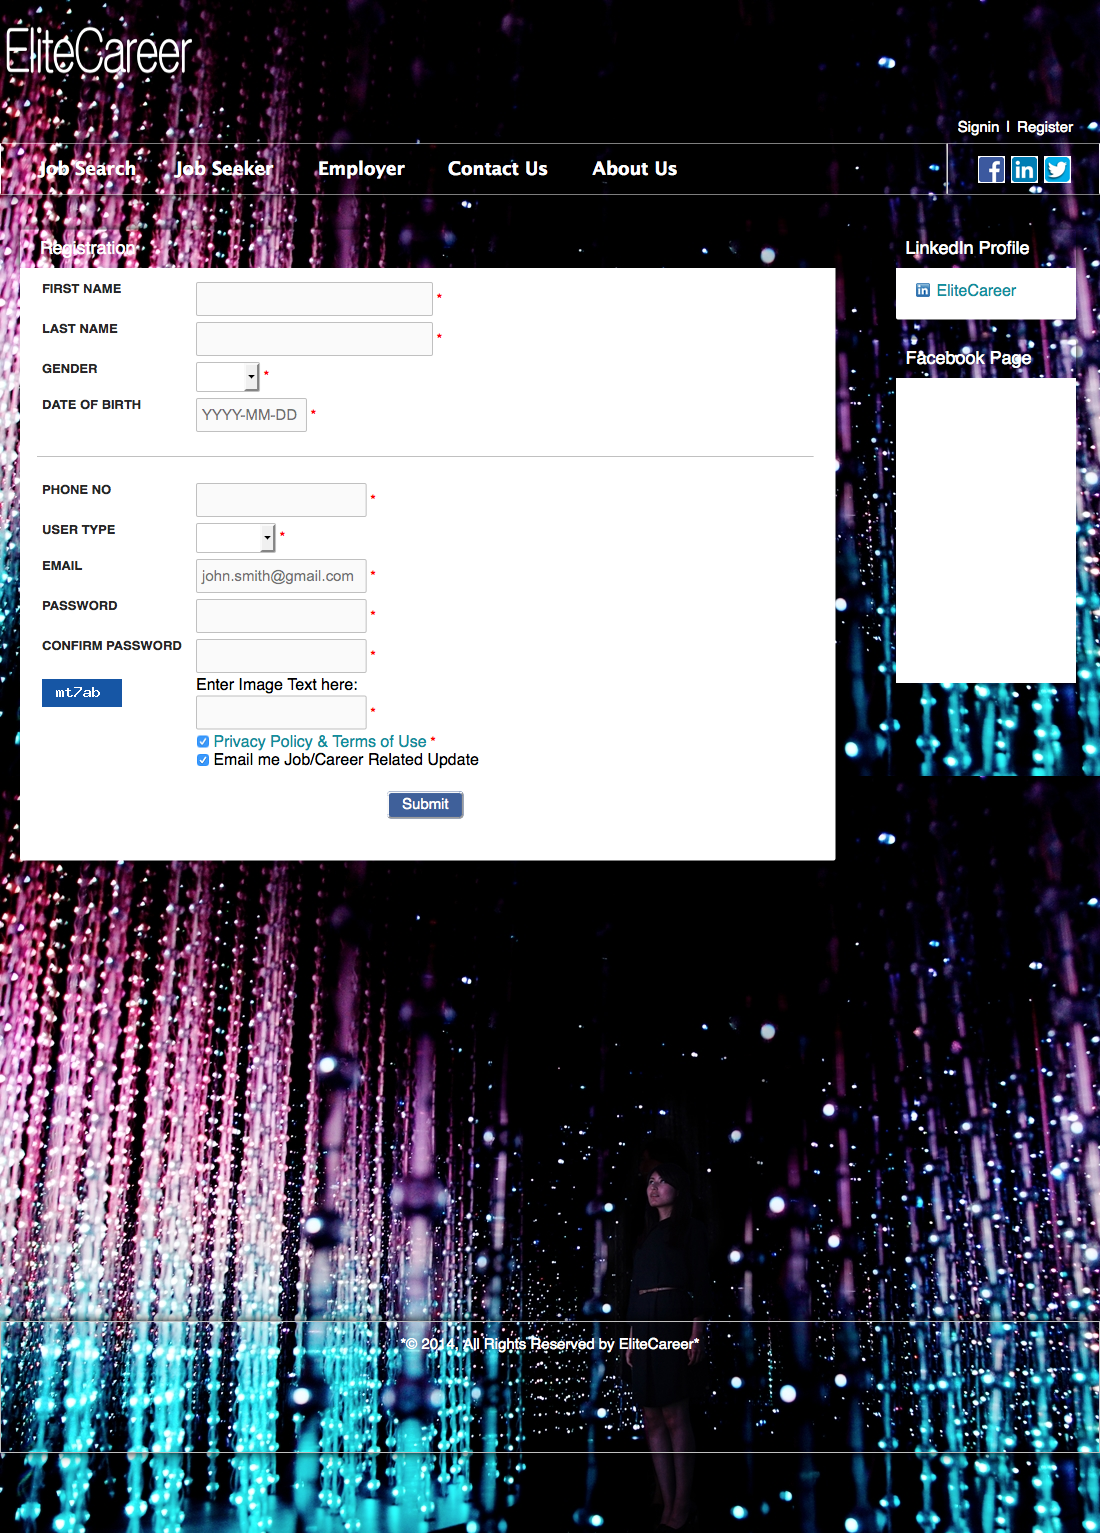 EliteCareer
Signin | Register
Job Search Job Seeker Employer Contact Us About Us
Registration
FIRST NAME *
LAST NAME *
GENDER *
DATE OF BIRTH YYYY-MM-DD *
PHONE NO *
USER TYPE *
EMAIL john.smith@gmail.com *
PASSWORD *
CONFIRM PASSWORD *
mt7ab Enter Image Text here:
*
Privacy Policy & Terms of Use *
Email me Job/Career Related Update
Submit
LinkedIn Profile
in EliteCareer
Facebook Page
*© 2014, All Rights Reserved by EliteCareer*